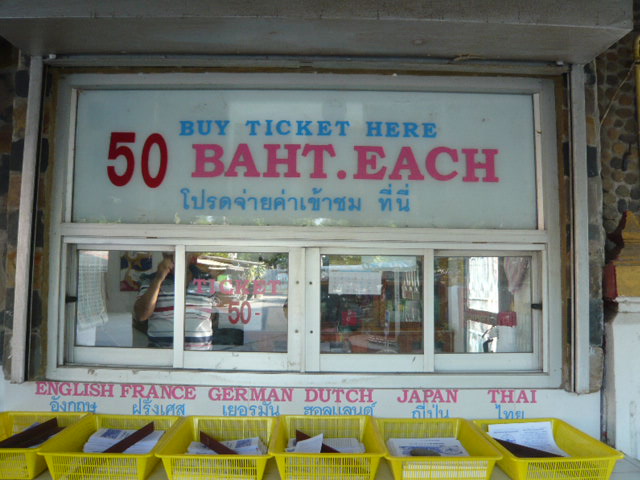 BUY TICKET HERE
50 BAHT.EACH
โปรดจ่ายค่าเข้าชม ที่นี่
TICKET
50.-
ENGLISH FRANCE GERMAN DUTCH JAPAN THAI
อังกฤษ ฝรั่งเศส เยอรมัน ฮอลแลนด์ ญี่ปุ่น ไทย